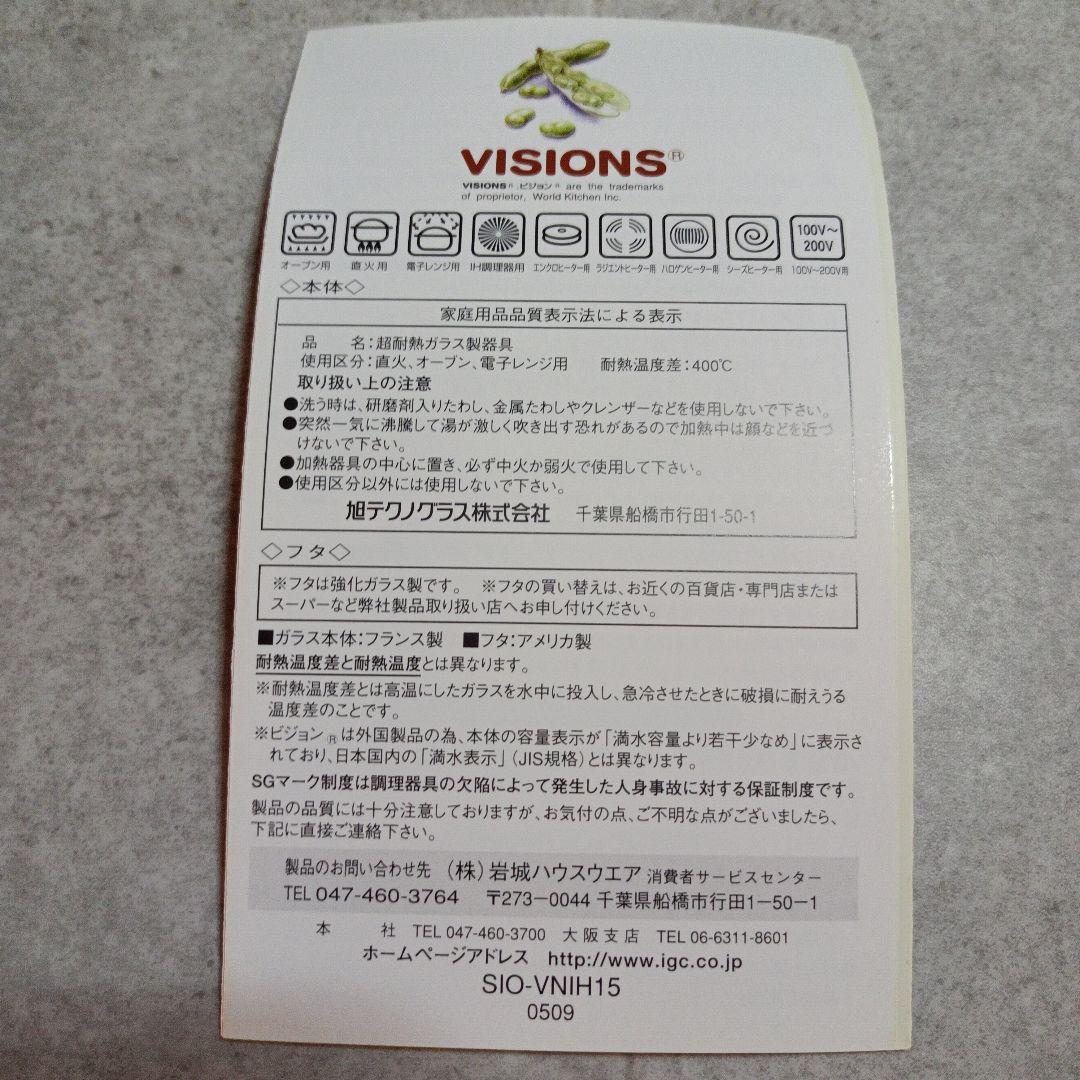 VISIONS®
VISIONS® ビジョン® are the trademarks
of proprietor, World Kitchen Inc.
100V〜
200V
オーブン用 直火用 電子レンジ用 IH調理器用 エンクロヒーター用 ラジエントヒーター用 ハロゲンヒーター用 シーズヒーター用 100V〜200V用
◇本体◇
家庭用品品質表示法による表示
品 名：超耐熱ガラス製器具
使用区分：直火、オーブン、電子レンジ用 耐熱温度差：400℃
取り扱い上の注意
●洗う時は、研磨剤入りたわし、金属たわしやクレンザーなどを使用しないで下さい。
●突然一気に沸騰して湯が激しく吹き出す恐れがあるので加熱中は顔などを近づ
けないで下さい。
●加熱器具の中心に置き、必ず中火か弱火で使用して下さい。
●使用区分以外には使用しないで下さい。
旭テクノグラス株式会社 千葉県船橋市行田1-50-1
◇フタ◇
※フタは強化ガラス製です。 ※フタの買い替えは、お近くの百貨店・専門店または
スーパーなど弊社製品取り扱い店へお申し付けください。
■ガラス本体：フランス製 ■フタ：アメリカ製
耐熱温度差と耐熱温度とは異なります。
※耐熱温度差とは高温にしたガラスを水中に投入し、急冷させたときに破損に耐えうる
温度差のことです。
※ビジョン®は外国製品の為、本体の容量表示が「満水容量より若干少なめ」に表示さ
れており、日本国内の「満水表示」（JIS規格）とは異なります。
SGマーク制度は調理器具の欠陥によって発生した人身事故に対する保証制度です。
製品の品質には十分注意しておりますが、お気付の点、ご不明な点がございましたら、
下記に直接ご連絡下さい。
製品のお問い合わせ先 （株）岩城ハウスウエア 消費者サービスセンター
TEL 047-460-3764 〒273－0044 千葉県船橋市行田1－50－1
本 社 TEL 047-460-3700 大阪支店 TEL 06-6311-8601
ホームページアドレス http://www.igc.co.jp
SIO-VNIH15
0509